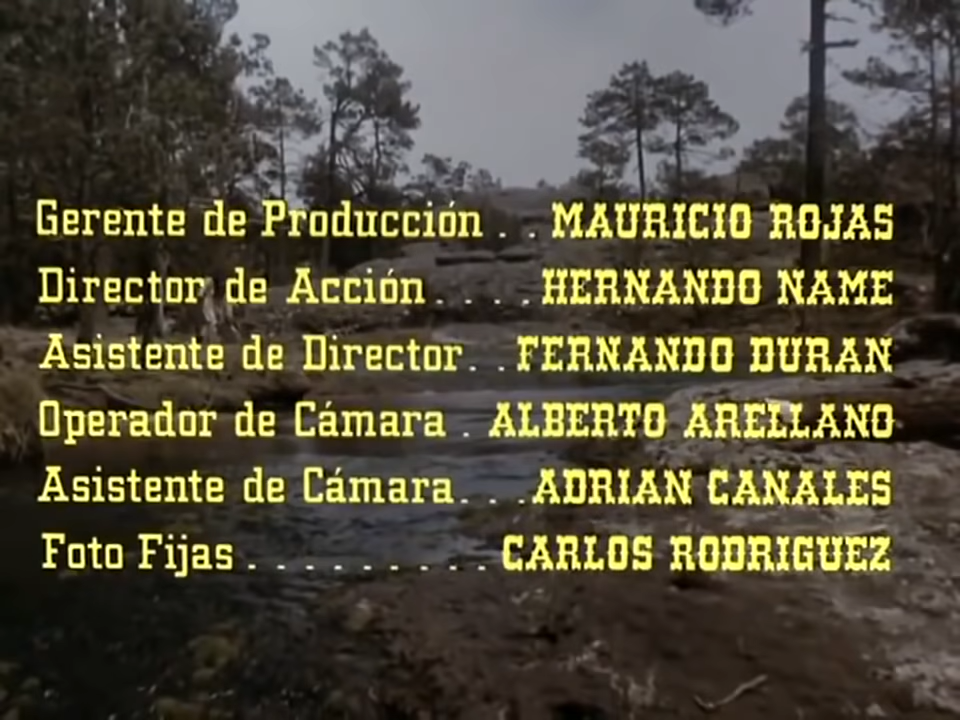 Gerente de Producción . . MAURICIO ROJAS
Director de Acción . . . . HERNANDO NAME
Asistente de Director . . FERNANDO DURAN
Operador de Cámara . ALBERTO ARELLANO
Asistente de Cámara . . . ADRIAN CANALES
Foto Fijas . . . . . . . . . CARLOS RODRIGUEZ